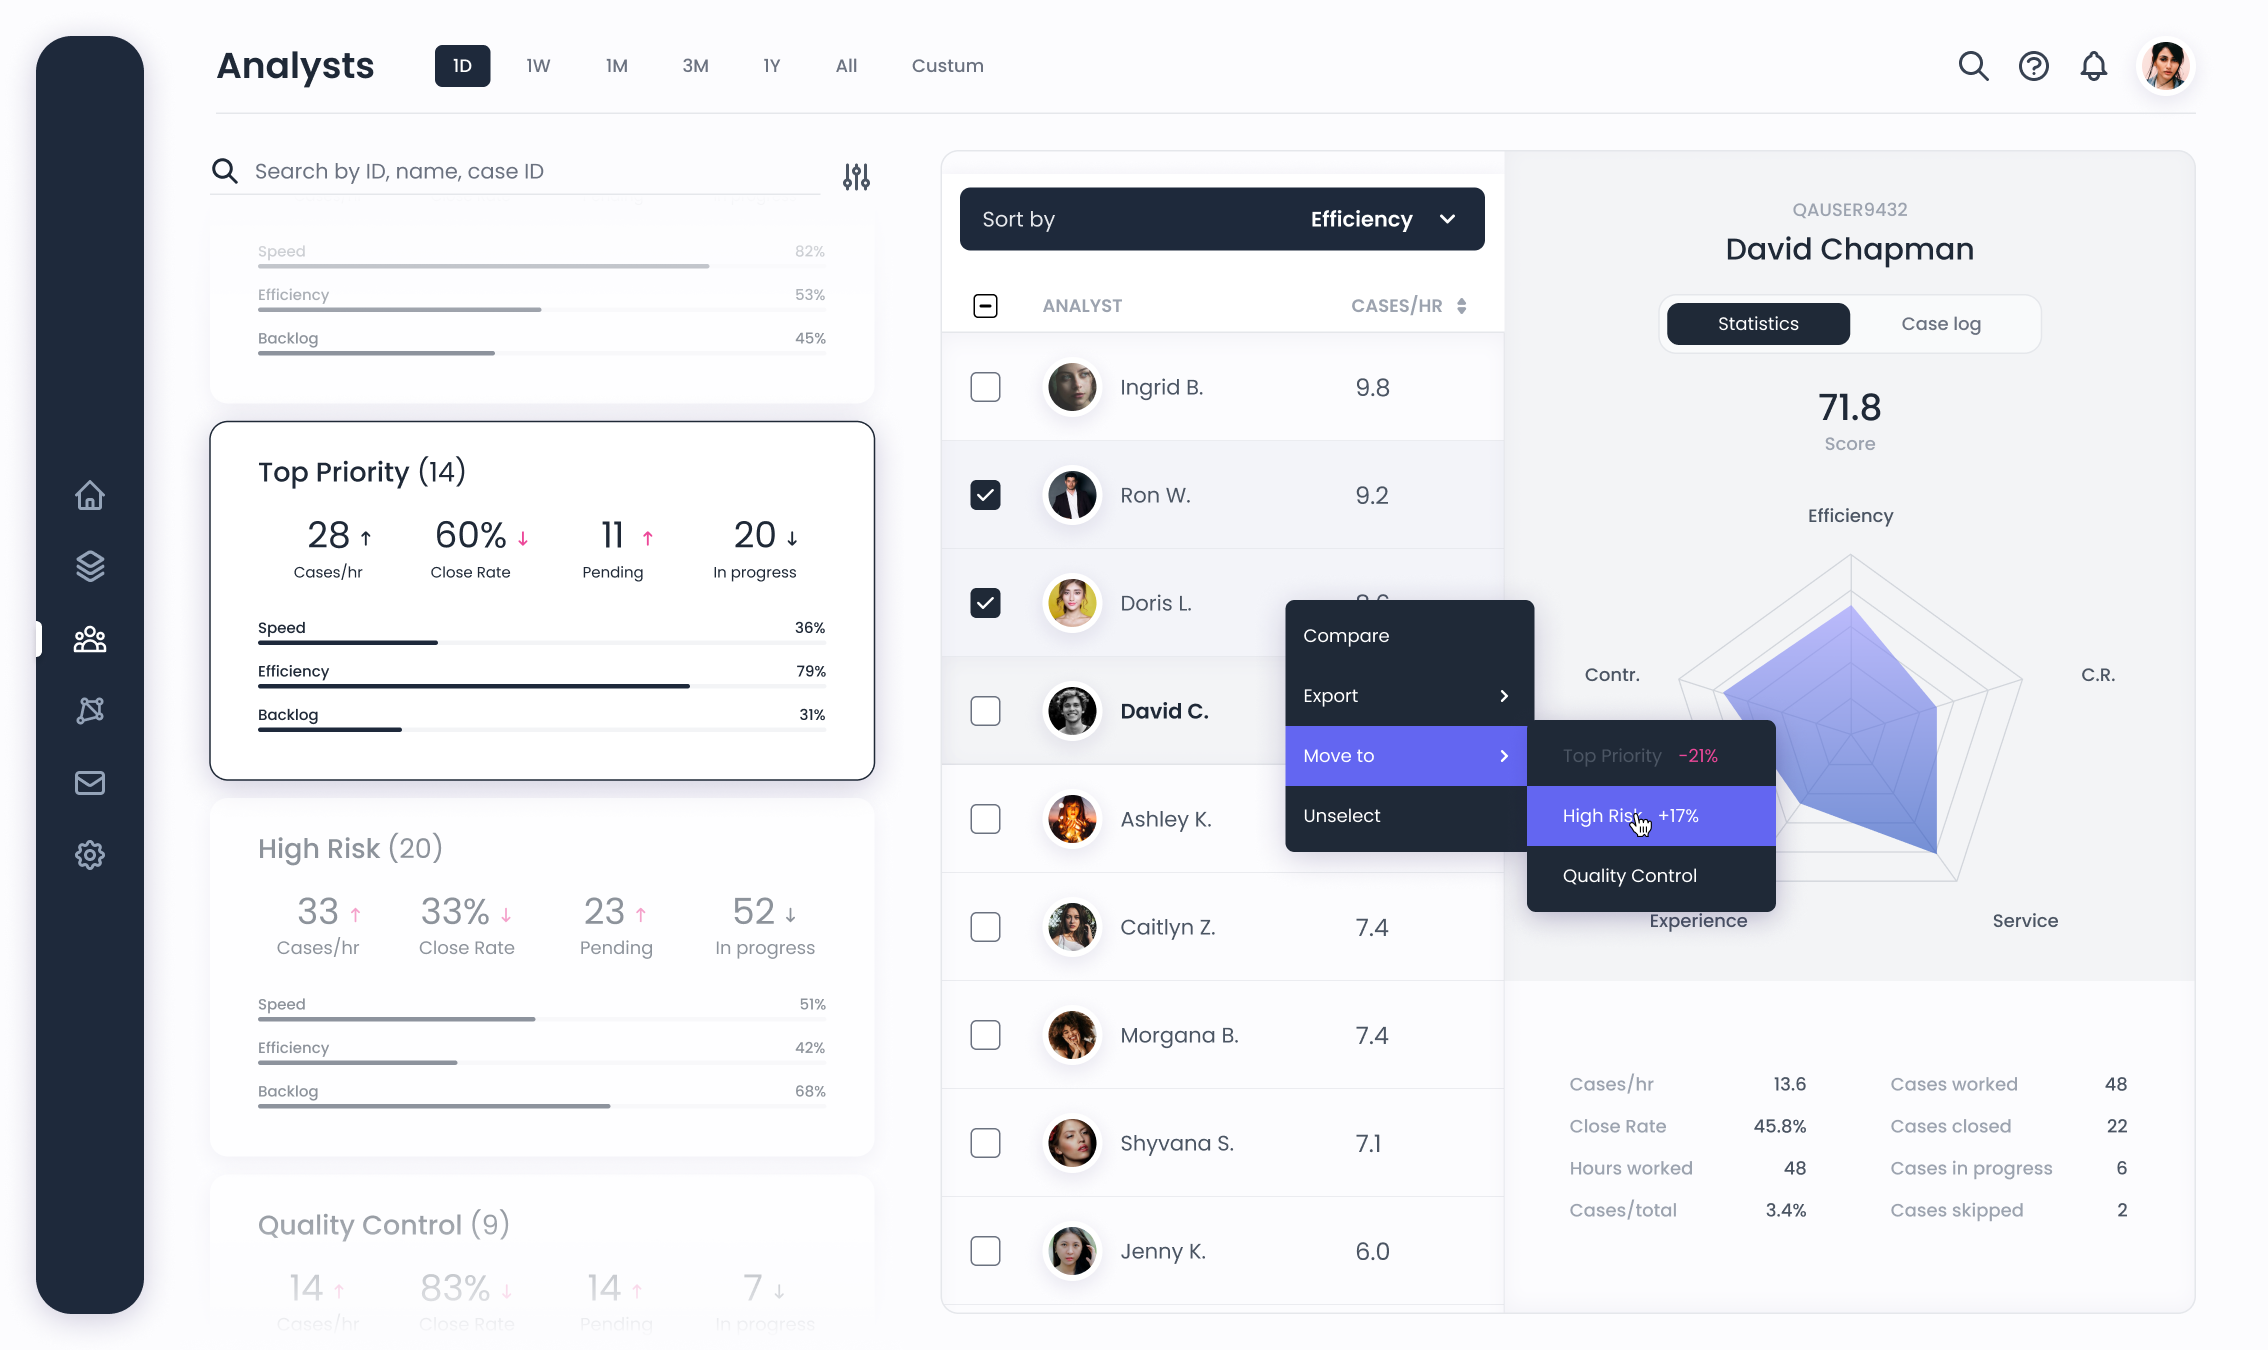 Analysts
1D 1W 1M 3M 1Y All Custum
Search by ID, name, case ID
Speed 82%
Efficiency 53%
Backlog 45%
Top Priority (14)
28 ↑ 60% ↓ 11 ↑ 20 ↓
Cases/hr Close Rate Pending In progress
Speed 36%
Efficiency 79%
Backlog 31%
High Risk (20)
33 ↑ 33% ↓ 23 ↑ 52 ↓
Cases/hr Close Rate Pending In progress
Speed 51%
Efficiency 42%
Backlog 68%
Quality Control (9)
14 ↑ 83% ↓ 14 ↑ 7 ↓
Cases/hr Close Rate Pending In progress
Sort by Efficiency
ANALYST CASES/HR
Ingrid B. 9.8
Ron W. 9.2
Doris L.
David C.
Ashley K.
Caitlyn Z. 7.4
Morgana B. 7.4
Shyvana S. 7.1
Jenny K. 6.0
Compare
Export
Move to
Unselect
Top Priority -21%
High Risk +17%
Quality Control
QAUSER9432
David Chapman
Statistics Case log
71.8
Score
Efficiency
Contr. C.R.
Experience Service
Cases/hr 13.6 Cases worked 48
Close Rate 45.8% Cases closed 22
Hours worked 48 Cases in progress 6
Cases/total 3.4% Cases skipped 2